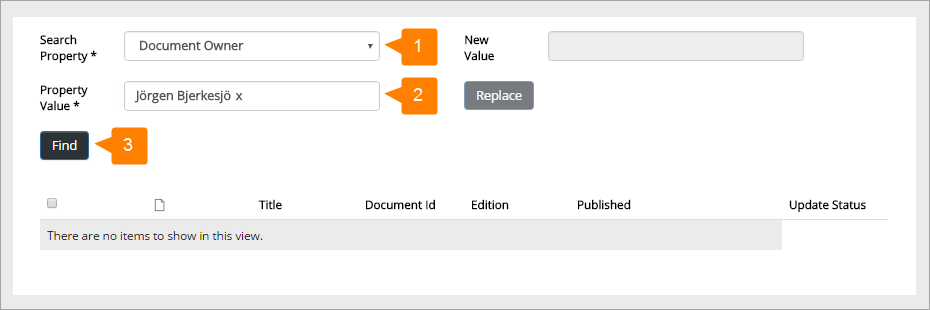 Search
Property *
Document Owner
1
New
Value
Property
Value *
Jörgen Bjerkesjö x
2
Replace
Find
3
Title Document Id Edition Published Update Status
There are no items to show in this view.